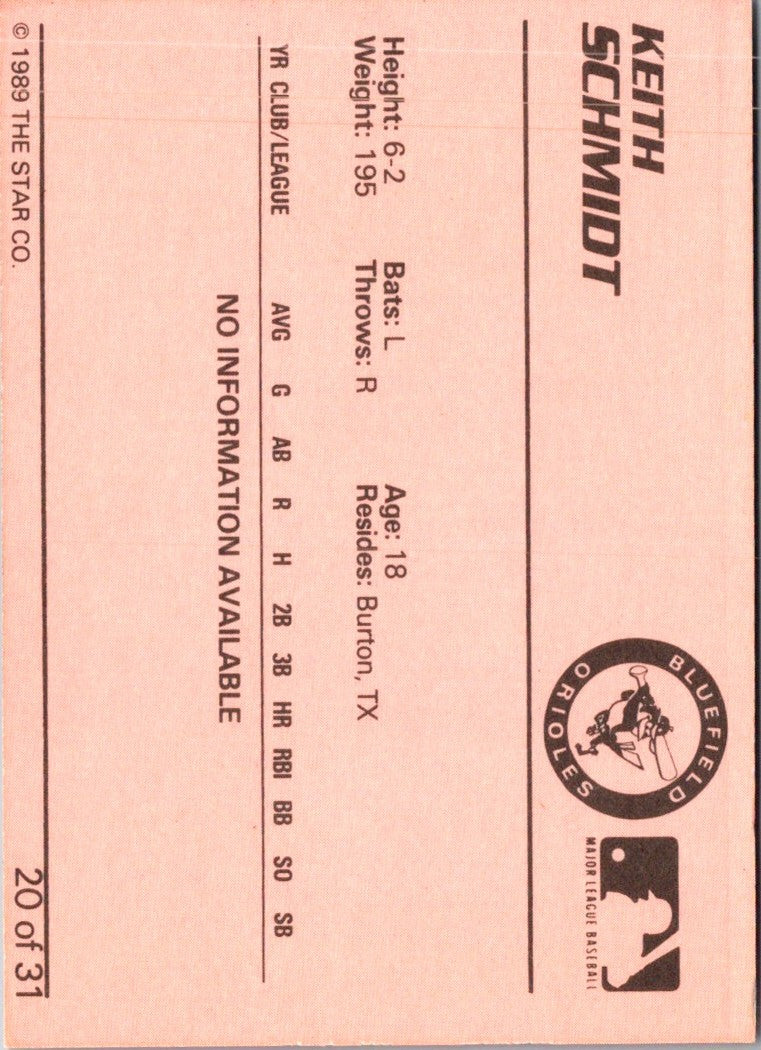 KEITH
SCHMIDT
BLUEFIELD
ORIOLES
MAJOR LEAGUE BASEBALL
Height: 6-2 Bats: L Age: 18
Weight: 195 Throws: R Resides: Burton, TX
YR CLUB/LEAGUE AVG G AB R H 2B 3B HR RBI BB SO SB
NO INFORMATION AVAILABLE
© 1989 THE STAR CO. 20 of 31